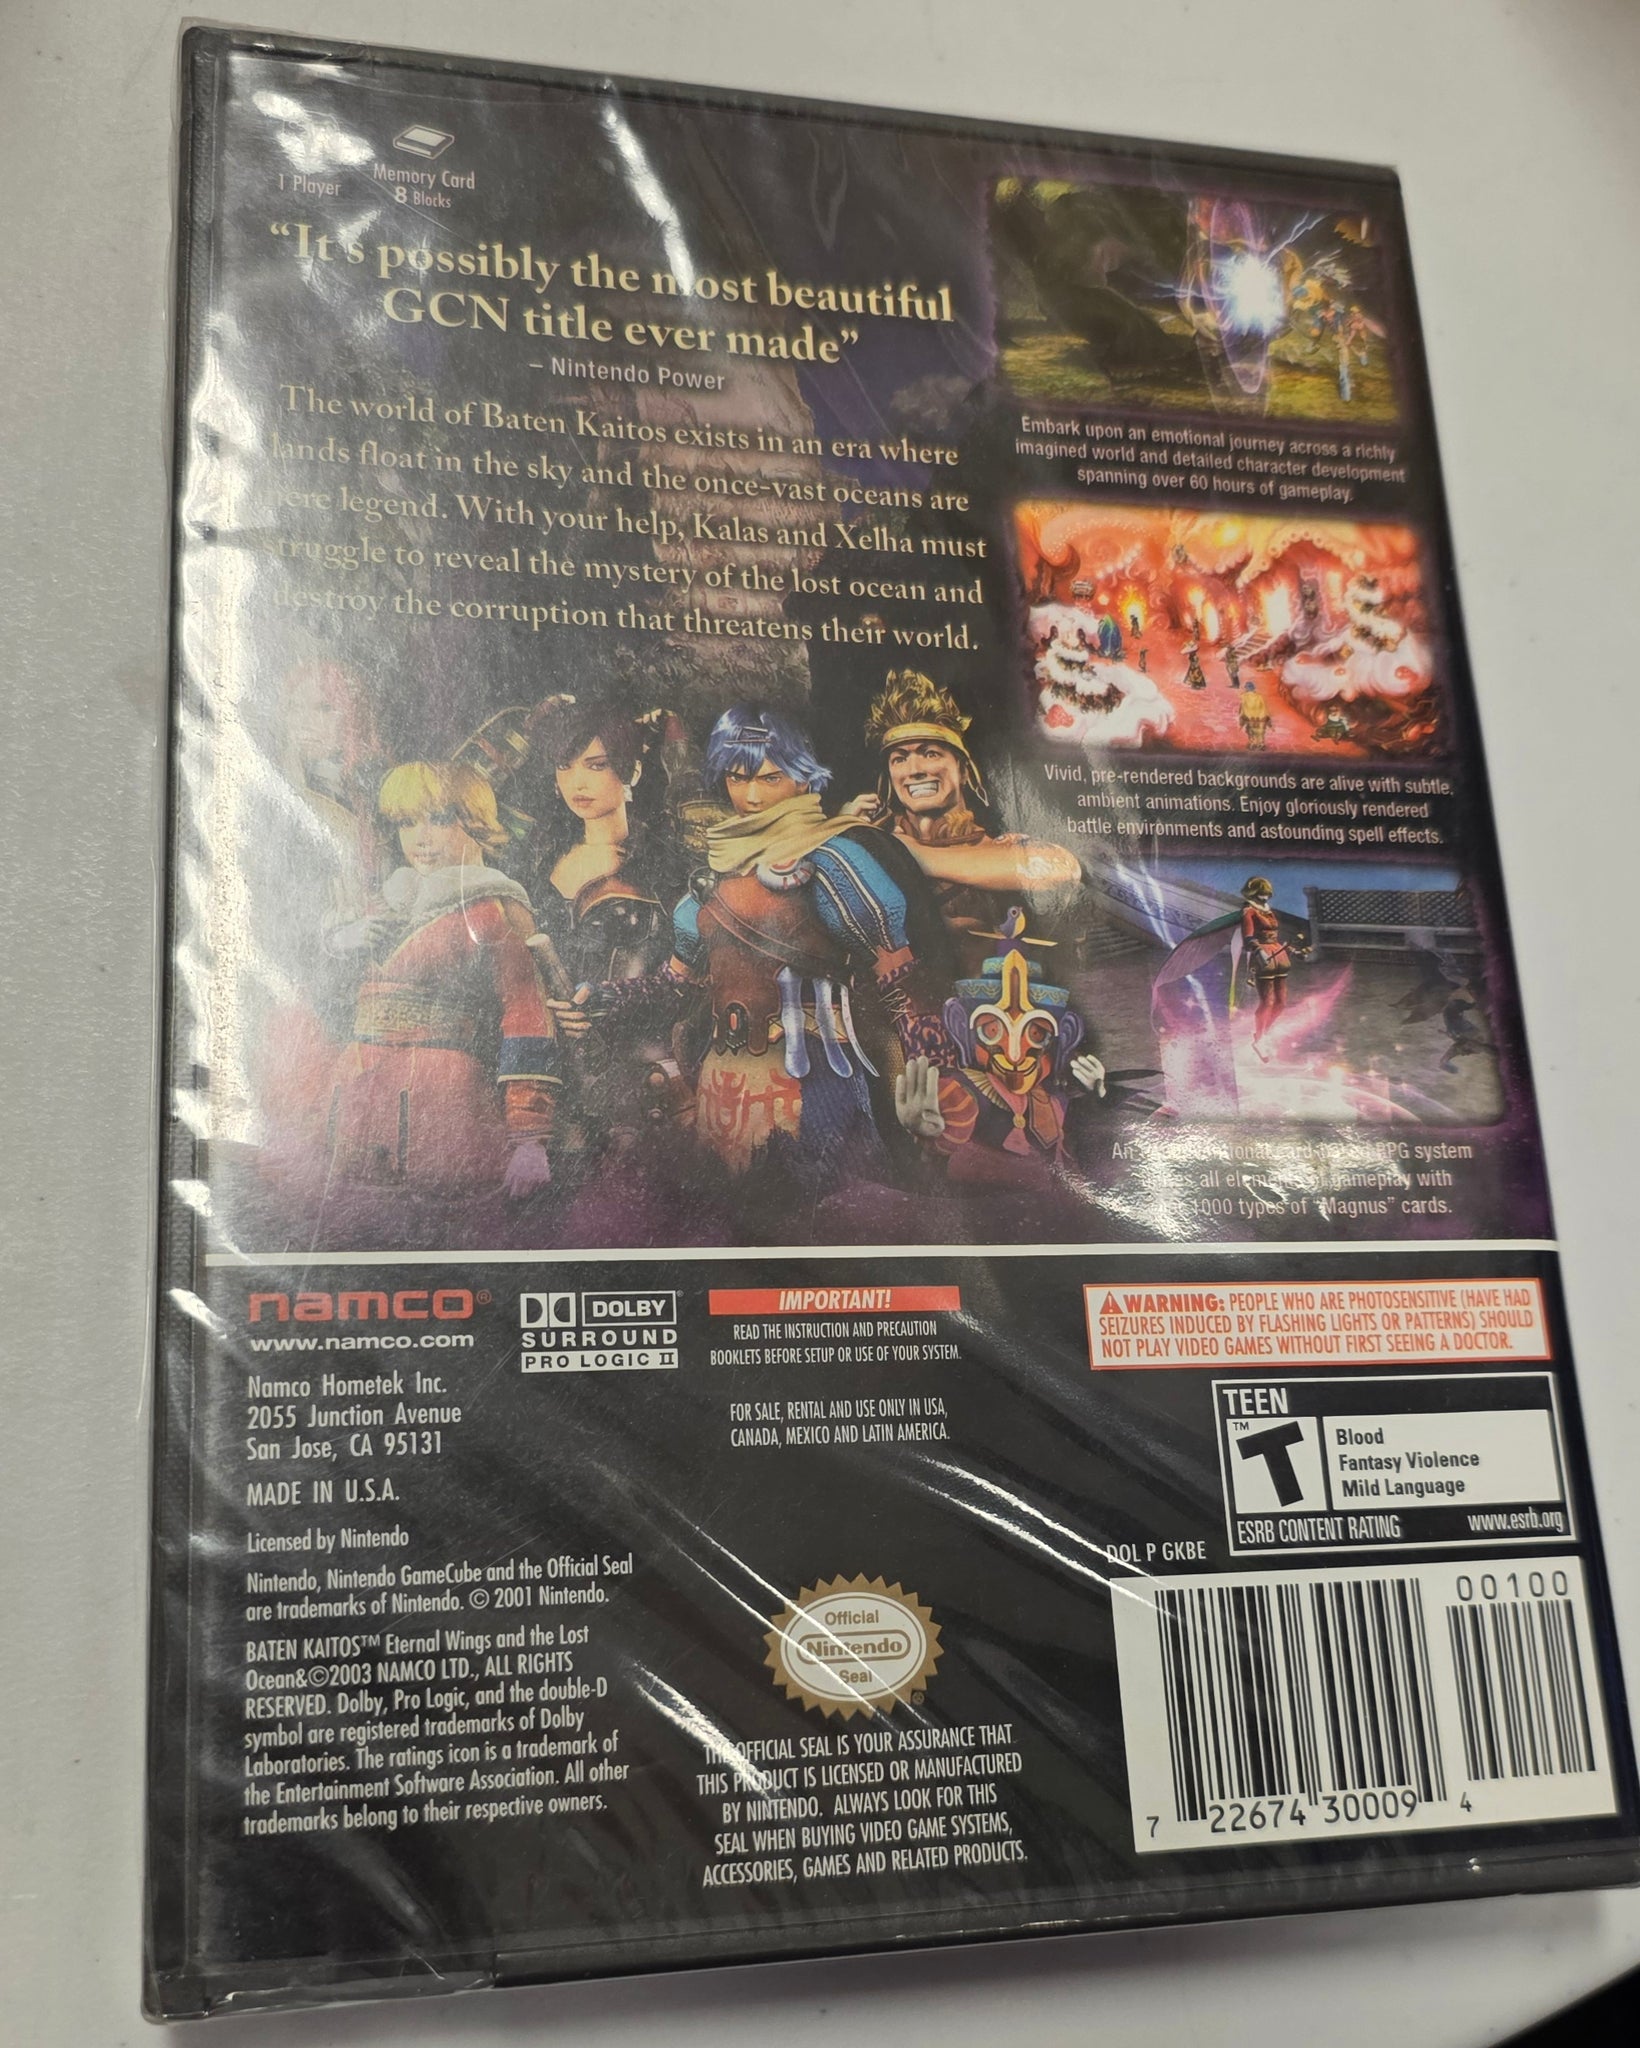 1 Player
Memory Card
8 Blocks
"It's possibly the most beautiful
GCN title ever made"
– Nintendo Power
The world of Baten Kaitos exists in an era where
lands float in the sky and the once-vast oceans are
mere legend. With your help, Kalas and Xelha must
struggle to reveal the mystery of the lost ocean and
destroy the corruption that threatens their world.
Embark upon an emotional journey across a richly
imagined world and detailed character development
spanning over 60 hours of gameplay.
Vivid, pre-rendered backgrounds are alive with subtle,
ambient animations. Enjoy gloriously rendered
battle environments and astounding spell effects.
An RPG system
all elements of gameplay with
1000 types of "Magnus" cards.
namco®
www.namco.com
Namco Hometek Inc.
2055 Junction Avenue
San Jose, CA 95131
MADE IN U.S.A.
Licensed by Nintendo
Nintendo, Nintendo GameCube and the Official Seal
are trademarks of Nintendo. © 2001 Nintendo.
BATEN KAITOS™ Eternal Wings and the Lost
Ocean&©2003 NAMCO LTD., ALL RIGHTS
RESERVED. Dolby, Pro Logic, and the double-D
symbol are registered trademarks of Dolby
Laboratories. The ratings icon is a trademark of
the Entertainment Software Association. All other
trademarks belong to their respective owners.
DOLBY
SURROUND
PRO LOGIC II
IMPORTANT!
READ THE INSTRUCTION AND PRECAUTION
BOOKLETS BEFORE SETUP OR USE OF YOUR SYSTEM.
FOR SALE, RENTAL AND USE ONLY IN USA,
CANADA, MEXICO AND LATIN AMERICA.
Official
Nintendo
Seal
®
THE OFFICIAL SEAL IS YOUR ASSURANCE THAT
THIS PRODUCT IS LICENSED OR MANUFACTURED
BY NINTENDO. ALWAYS LOOK FOR THIS
SEAL WHEN BUYING VIDEO GAME SYSTEMS,
ACCESSORIES, GAMES AND RELATED PRODUCTS.
WARNING: PEOPLE WHO ARE PHOTOSENSITIVE (HAVE HAD
SEIZURES INDUCED BY FLASHING LIGHTS OR PATTERNS) SHOULD
NOT PLAY VIDEO GAMES WITHOUT FIRST SEEING A DOCTOR.
TEEN
T™
Blood
Fantasy Violence
Mild Language
ESRB CONTENT RATING www.esrb.org
DOL P GKBE
00100
7 22674 30009 4